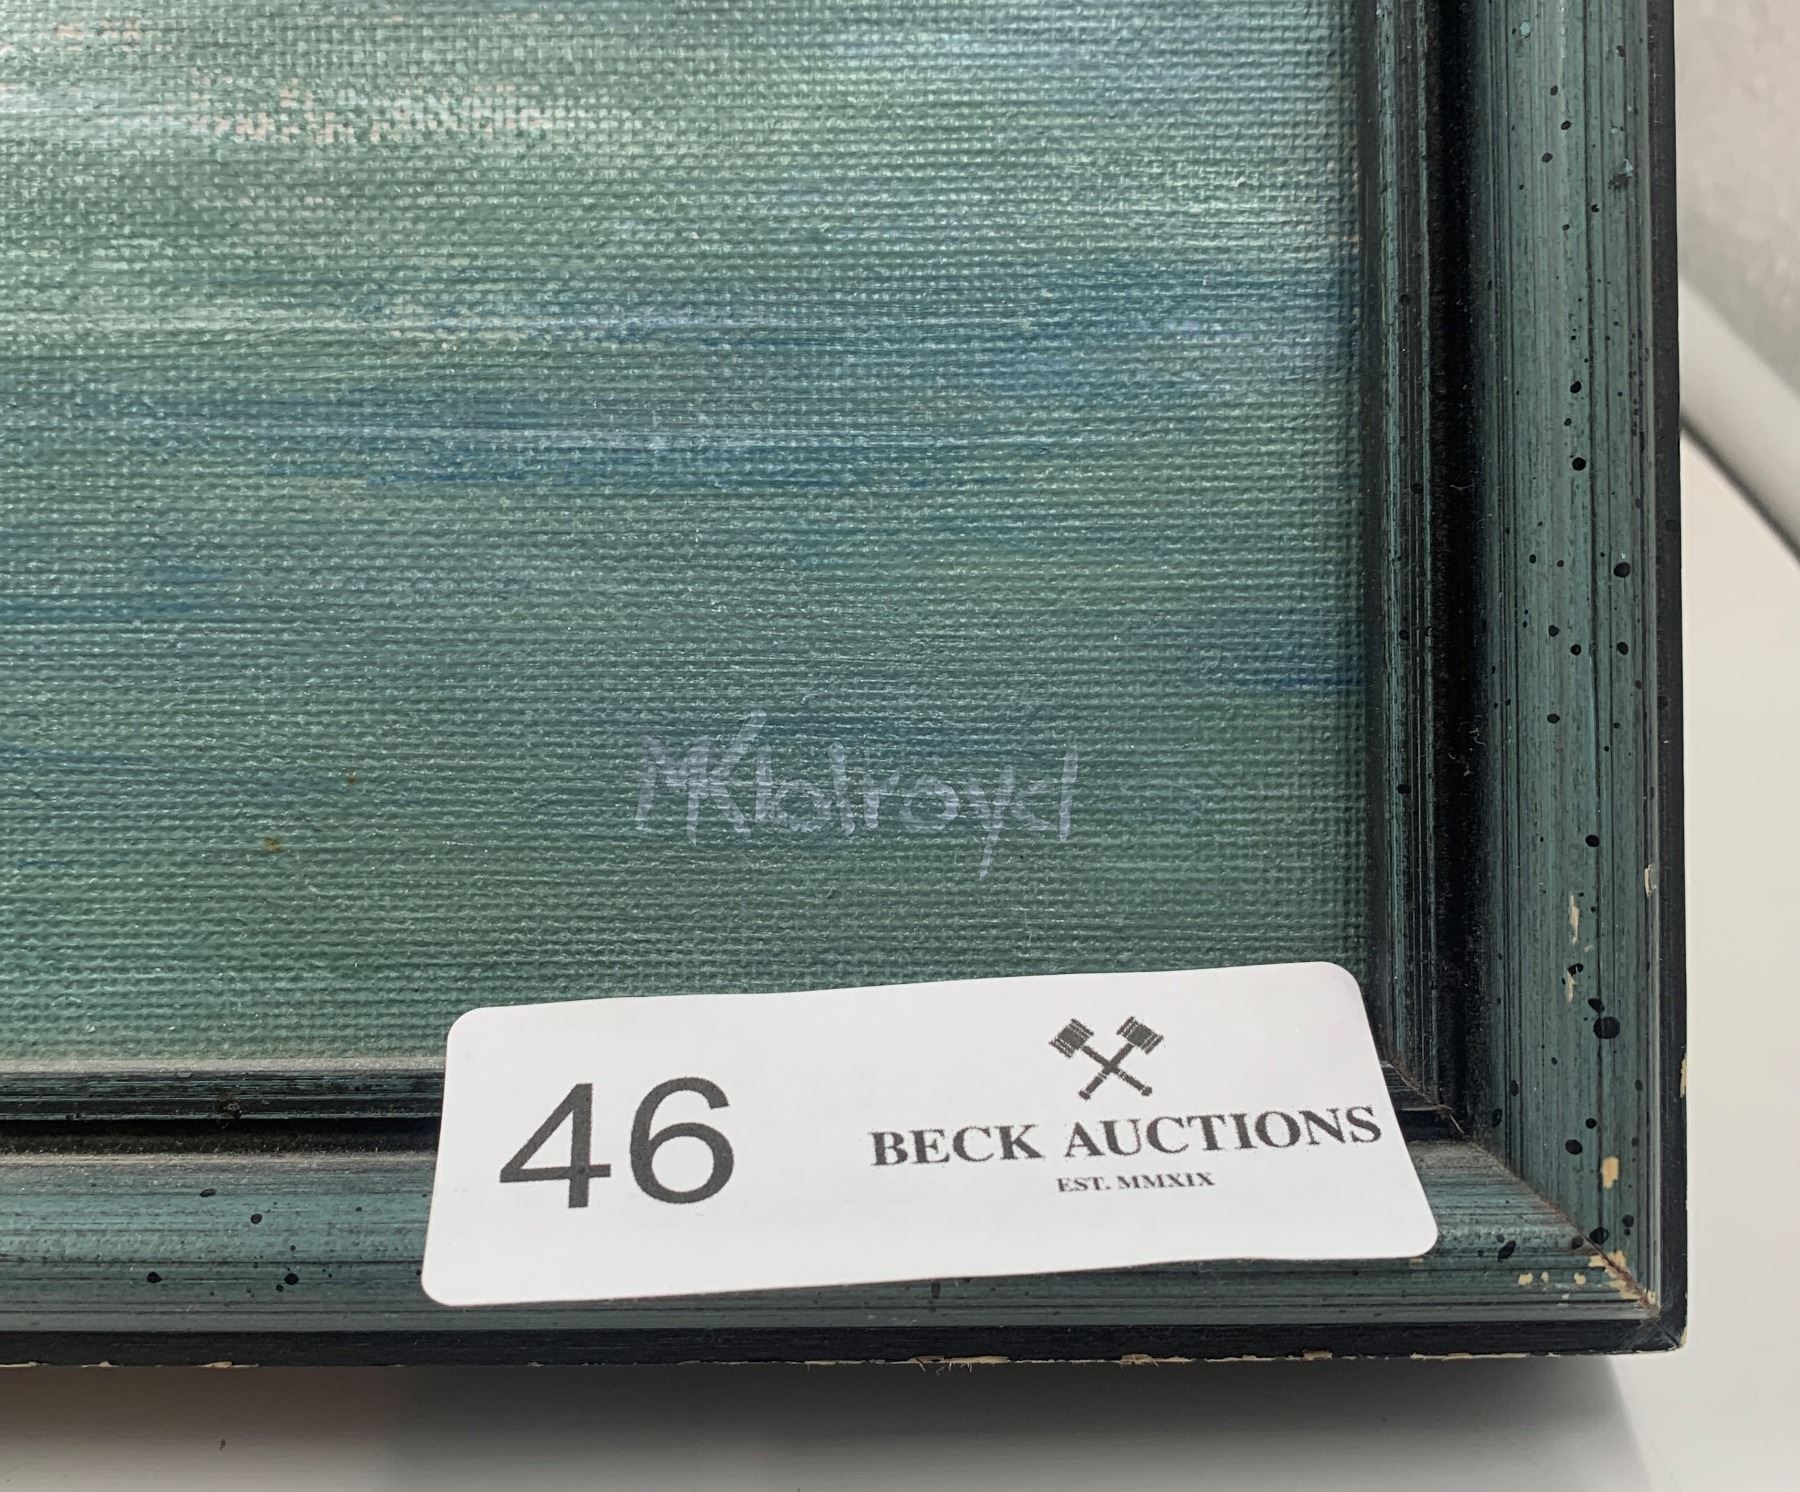 MKHolroyd
46
BECK AUCTIONS
EST. MMXIX